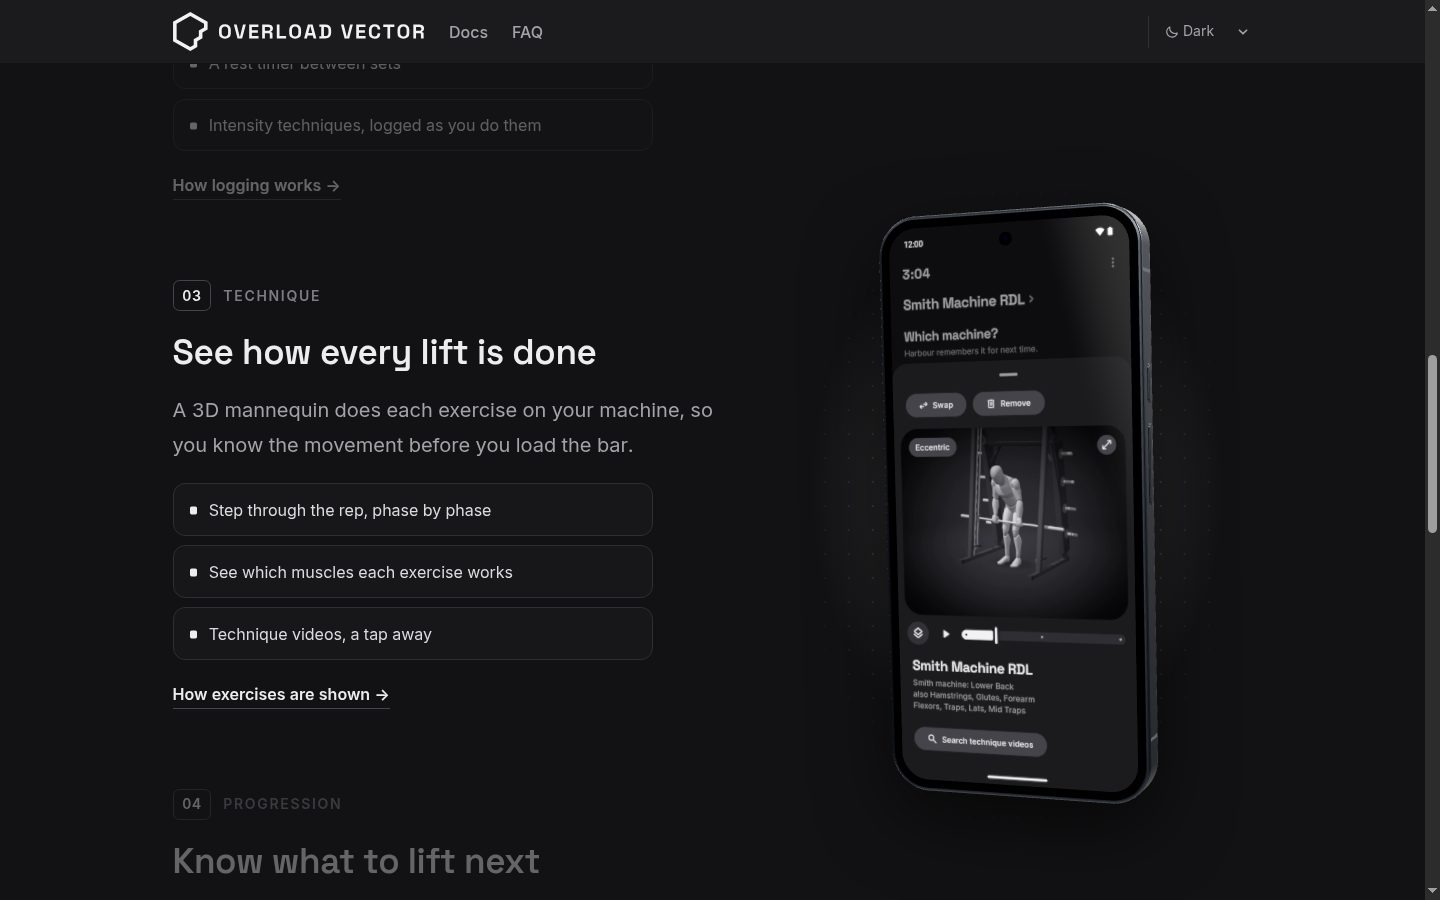 OVERLOAD VECTOR Docs FAQ Dark
A rest timer between sets
Intensity techniques, logged as you do them
How logging works →
03 TECHNIQUE
See how every lift is done
A 3D mannequin does each exercise on your machine, so
you know the movement before you load the bar.
Step through the rep, phase by phase
See which muscles each exercise works
Technique videos, a tap away
How exercises are shown →
04 PROGRESSION
Know what to lift next
12:00
3:04
Smith Machine RDL ›
Which machine?
Harbour remembers it for next time.
Swap Remove
Eccentric
Smith Machine RDL
Smith machine: Lower Back
also Hamstrings, Glutes, Forearm
Flexors, Traps, Lats, Mid Traps
Search technique videos